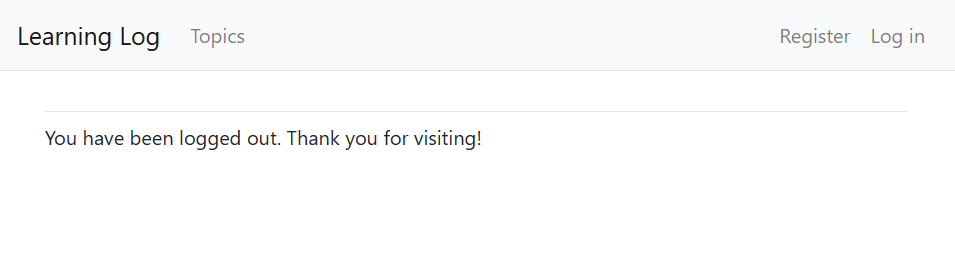 Learning Log Topics Register Log in
You have been logged out. Thank you for visiting!